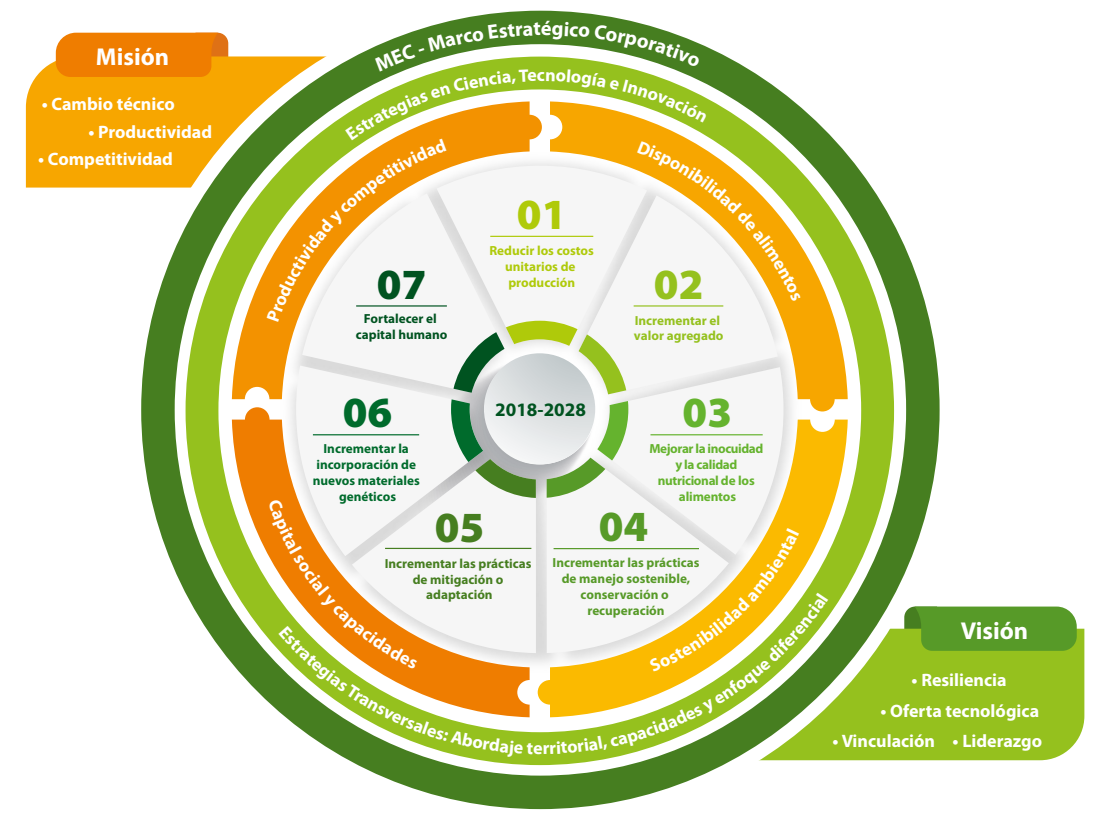 MEC - Marco Estratégico Corporativo
Estrategias en Ciencia, Tecnología e Innovación
Misión
• Cambio técnico
• Productividad
• Competitividad
Productividad y competitividad
Disponibilidad de alimentos
01
Reducir los costos
unitarios de
producción
02
Incrementar el
valor agregado
03
Mejorar la inocuidad
y la calidad
nutricional de los
alimentos
04
Incrementar las prácticas
de manejo sostenible,
conservación o
recuperación
05
Incrementar las prácticas
de mitigación o
adaptación
06
Incrementar la
incorporación de
nuevos materiales
genéticos
07
Fortalecer el
capital humano
2018-2028
Capital social y capacidades
Sostenibilidad ambiental
Estrategias Transversales: Abordaje territorial, capacidades y enfoque diferencial
Visión
• Resiliencia
• Oferta tecnológica
• Vinculación • Liderazgo